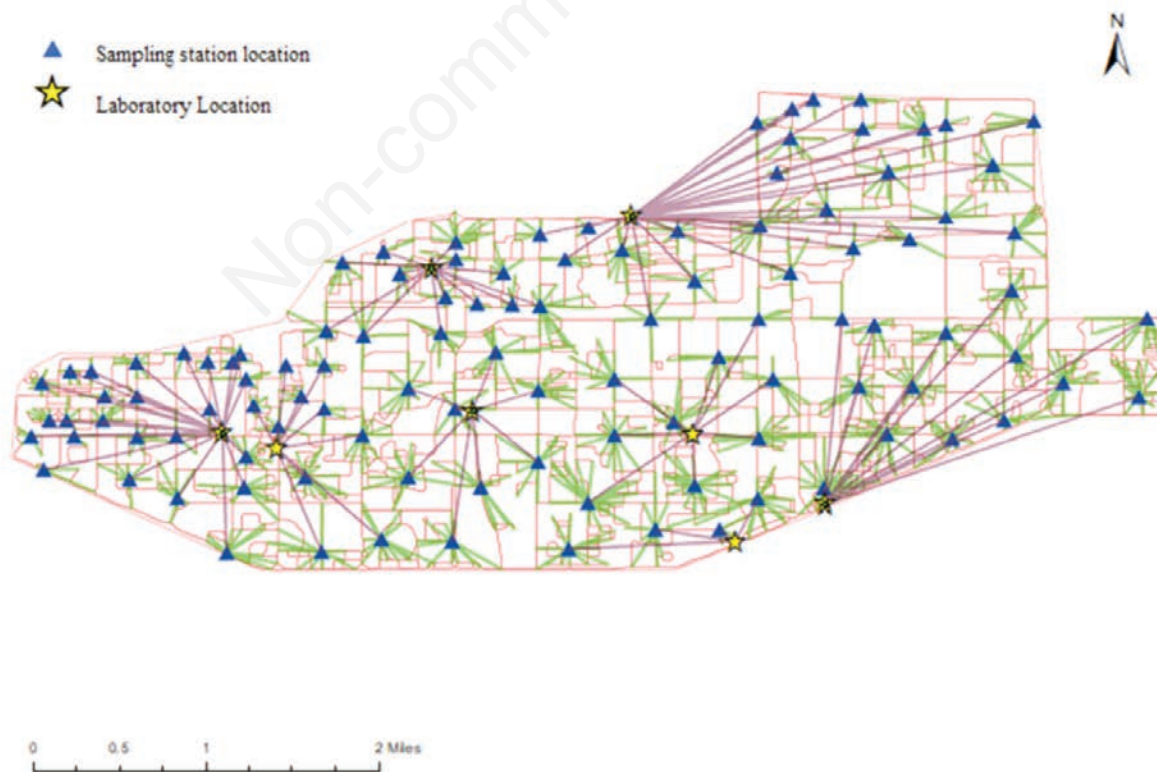 Non-comm
N
Sampling station location
Laboratory Location
0 0.5 1 2 Miles